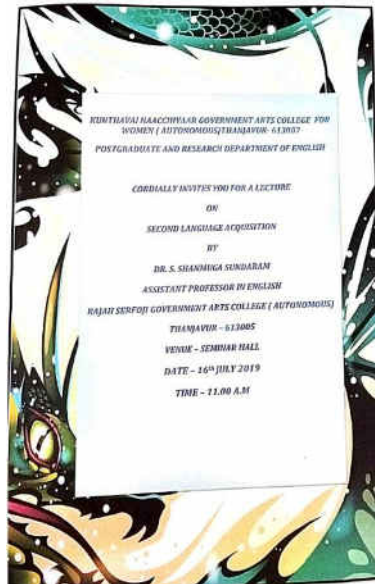 KUNTHAVAI NAACCHIYAAR GOVERNMENT ARTS COLLEGE FOR
WOMEN ( AUTONOMOUS)THANJAVUR- 613007
POSTGRADUATE AND RESEARCH DEPARTMENT OF ENGLISH
CORDIALLY INVITES YOU FOR A LECTURE
ON
SECOND LANGUAGE ACQUISITION
BY
DR. S. SHANMUGA SUNDARAM
ASSISTANT PROFESSOR IN ENGLISH
RAJAH SERFOJI GOVERNMENT ARTS COLLEGE ( AUTONOMOUS)
THANJAVUR – 613005
VENUE – SEMINAR HALL
DATE – 16th JULY 2019
TIME – 11.00 A.M